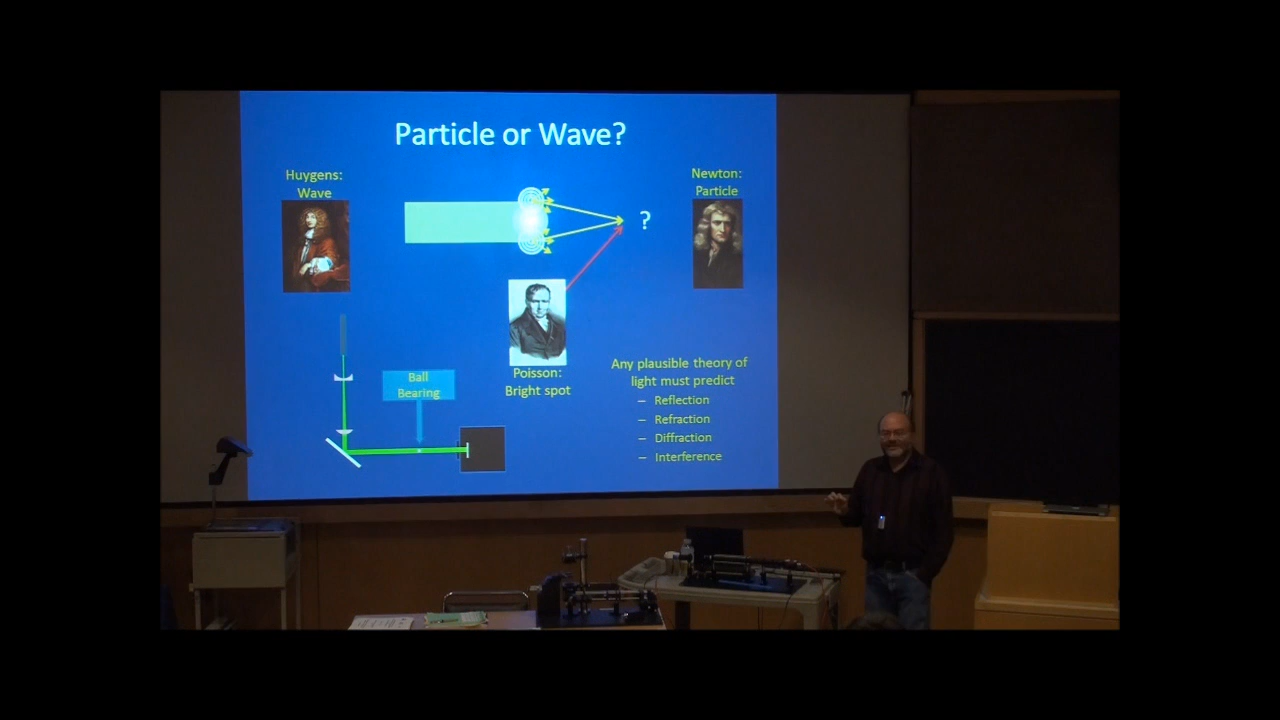 Particle or Wave?
Huygens:
Wave
Newton:
Particle
?
Poisson:
Bright spot
Ball
Bearing
Any plausible theory of
light must predict
– Reflection
– Refraction
– Diffraction
– Interference